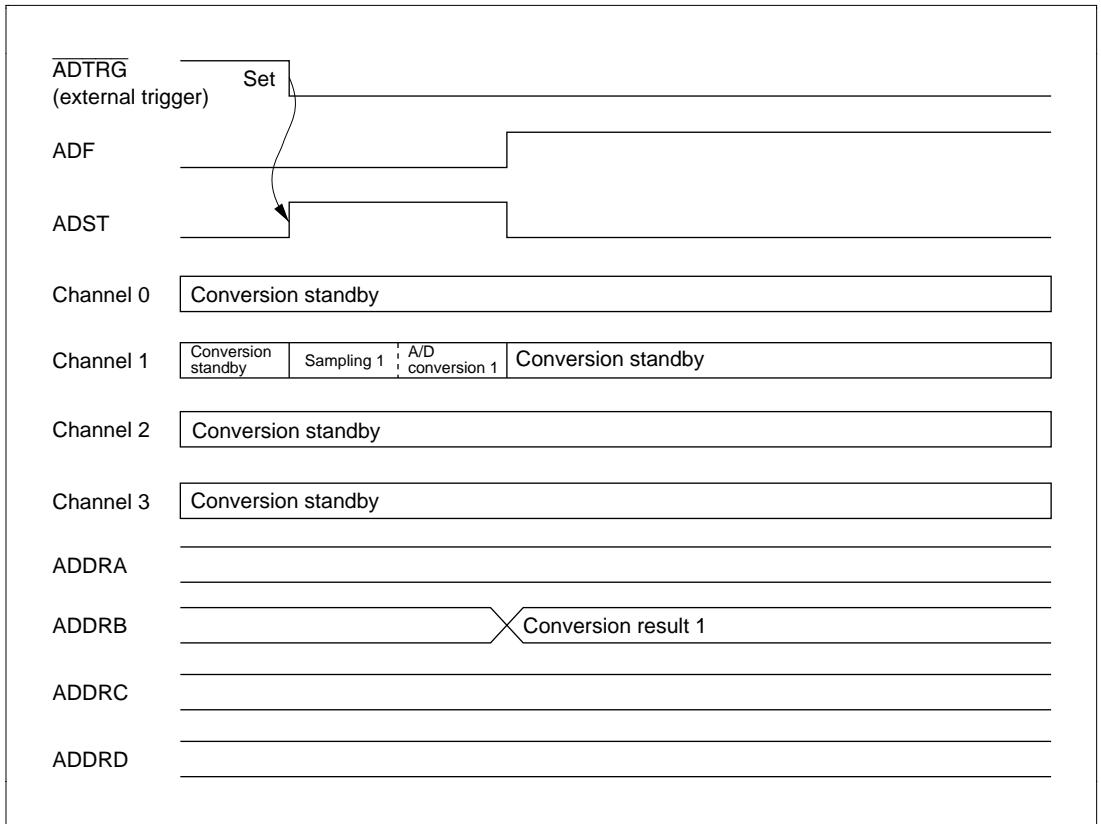 ADTRG
Set
(external trigger)
ADF
ADST
Channel 0 Conversion standby
Channel 1 Conversion standby Sampling 1 A/D conversion 1 Conversion standby
Channel 2 Conversion standby
Channel 3 Conversion standby
ADDRA
ADDRB Conversion result 1
ADDRC
ADDRD